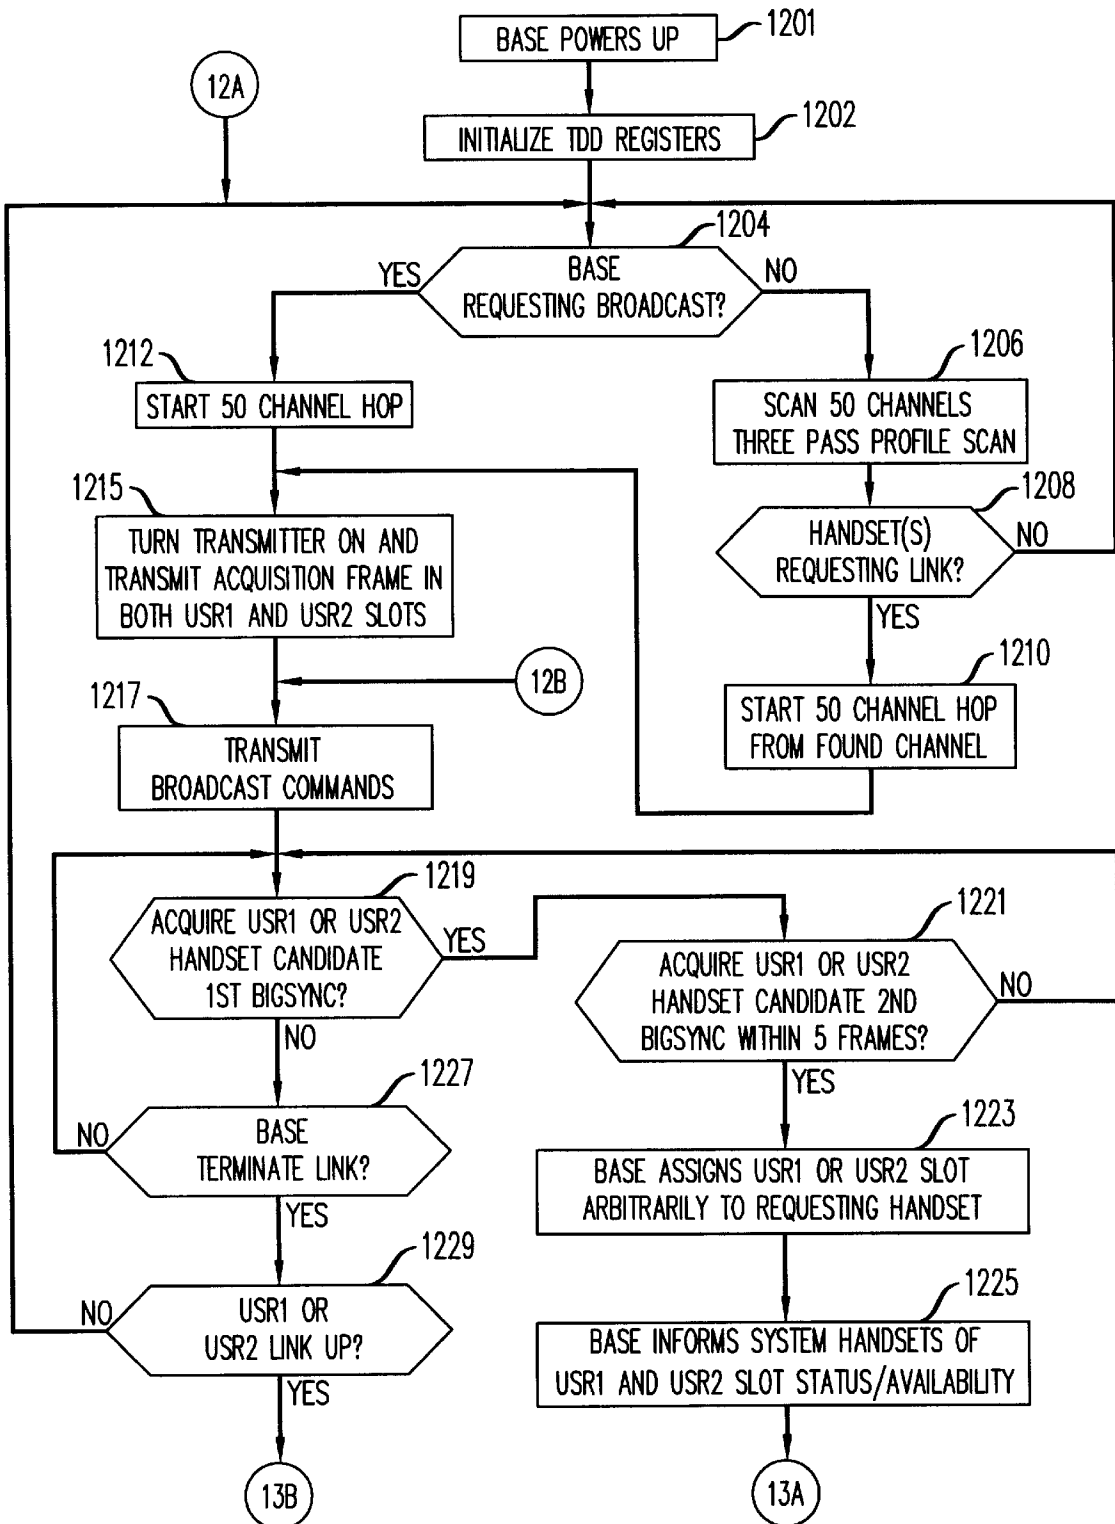 BASE POWERS UP
1201
12A
INITIALIZE TDD REGISTERS
1202
1204
YES
BASE
REQUESTING BROADCAST?
NO
1212
START 50 CHANNEL HOP
1206
SCAN 50 CHANNELS
THREE PASS PROFILE SCAN
1215
TURN TRANSMITTER ON AND
TRANSMIT ACQUISITION FRAME IN
BOTH USR1 AND USR2 SLOTS
1208
HANDSET(S)
REQUESTING LINK?
NO
YES
12B
1210
START 50 CHANNEL HOP
FROM FOUND CHANNEL
1217
TRANSMIT
BROADCAST COMMANDS
1219
ACQUIRE USR1 OR USR2
HANDSET CANDIDATE
1ST BIGSYNC?
YES
NO
1221
ACQUIRE USR1 OR USR2
HANDSET CANDIDATE 2ND
BIGSYNC WITHIN 5 FRAMES?
NO
YES
1227
NO
BASE
TERMINATE LINK?
YES
1223
BASE ASSIGNS USR1 OR USR2 SLOT
ARBITRARILY TO REQUESTING HANDSET
1229
NO
USR1 OR
USR2 LINK UP?
YES
1225
BASE INFORMS SYSTEM HANDSETS OF
USR1 AND USR2 SLOT STATUS/AVAILABILITY
13B
13A